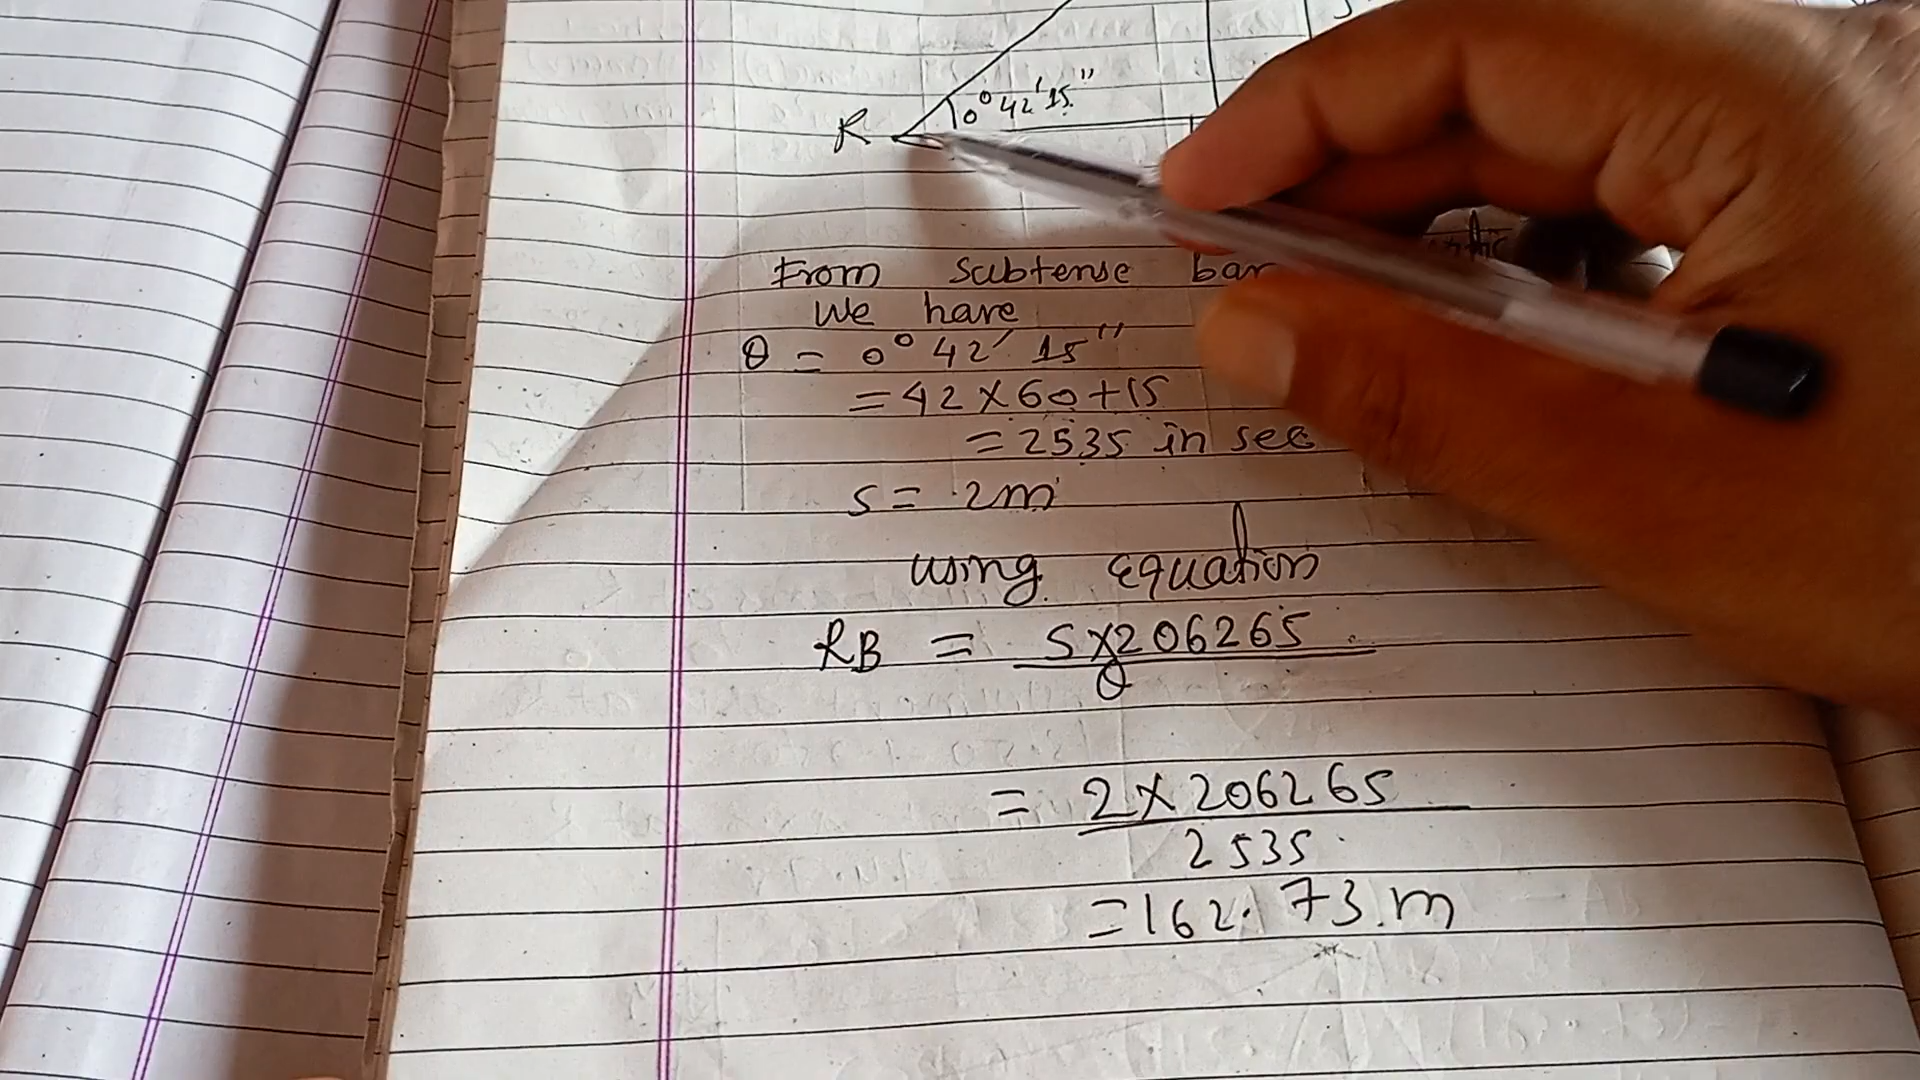 0° 42' 15"
R
From subtense bar
We have
θ = 0° 42' 15"
= 42 × 60 + 15
= 2535 in sec
s = 2m
using equation
RB = S×206265 / θ
= 2 × 206265 / 2535
= 162.73.m